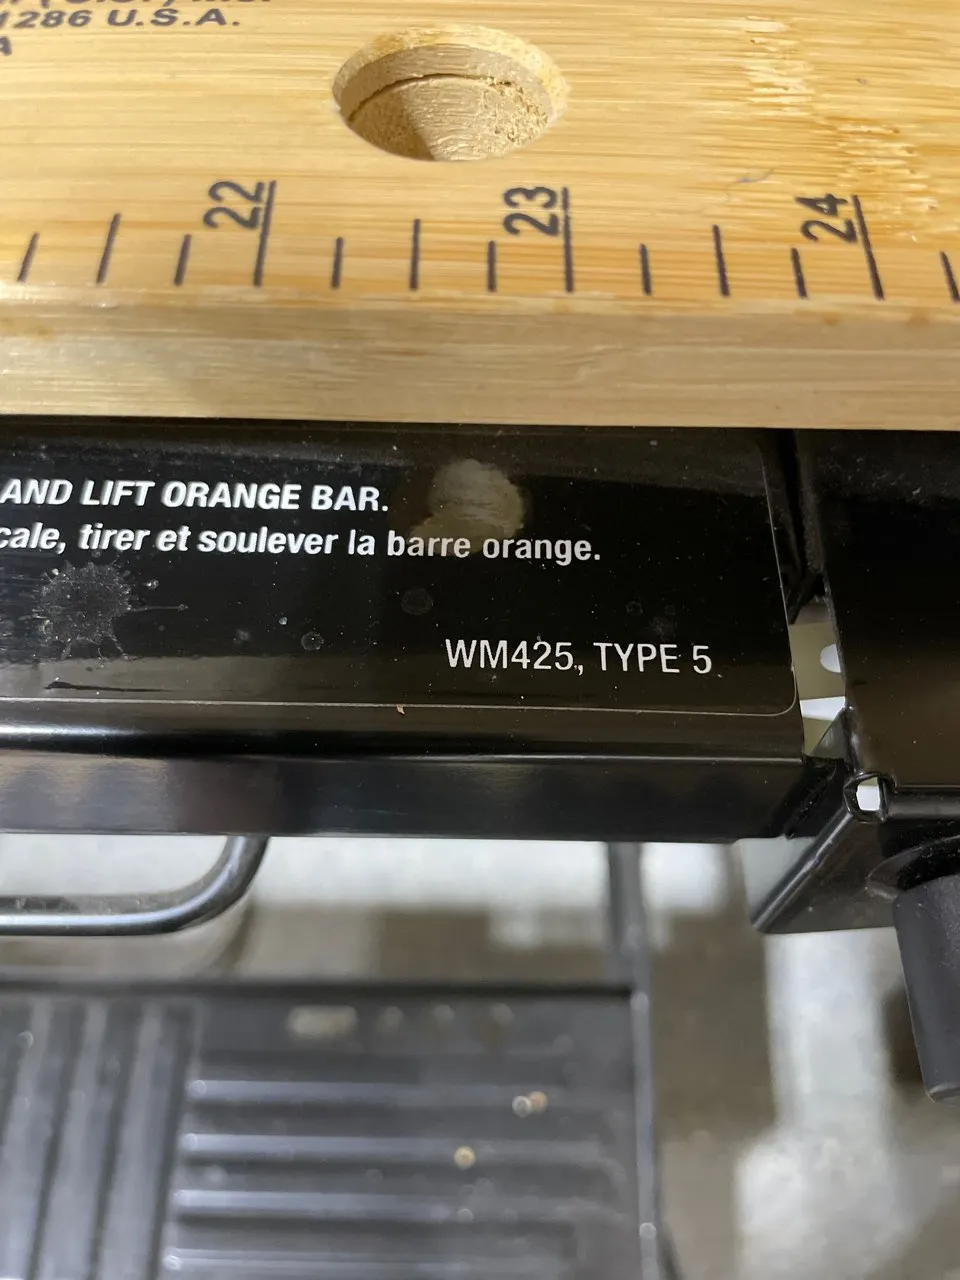 1286 U.S.A.
A
22 23 24
AND LIFT ORANGE BAR.
cale, tirer et soulever la barre orange.
WM425, TYPE 5